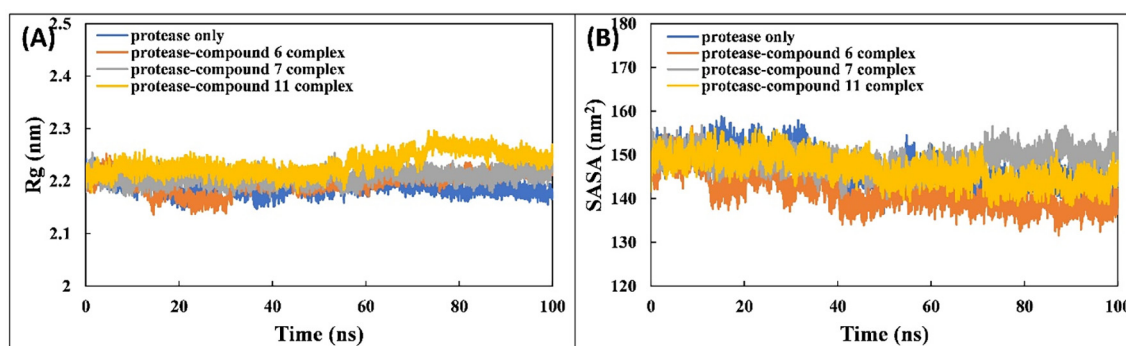 (A)
protease only
protease-compound 6 complex
protease-compound 7 complex
protease-compound 11 complex
Rg (nm)
2.5
2.4
2.3
2.2
2.1
2
0 20 40 60 80 100
Time (ns)
(B)
protease only
protease-compound 6 complex
protease-compound 7 complex
protease-compound 11 complex
SASA (nm²)
180
170
160
150
140
130
120
0 20 40 60 80 100
Time (ns)